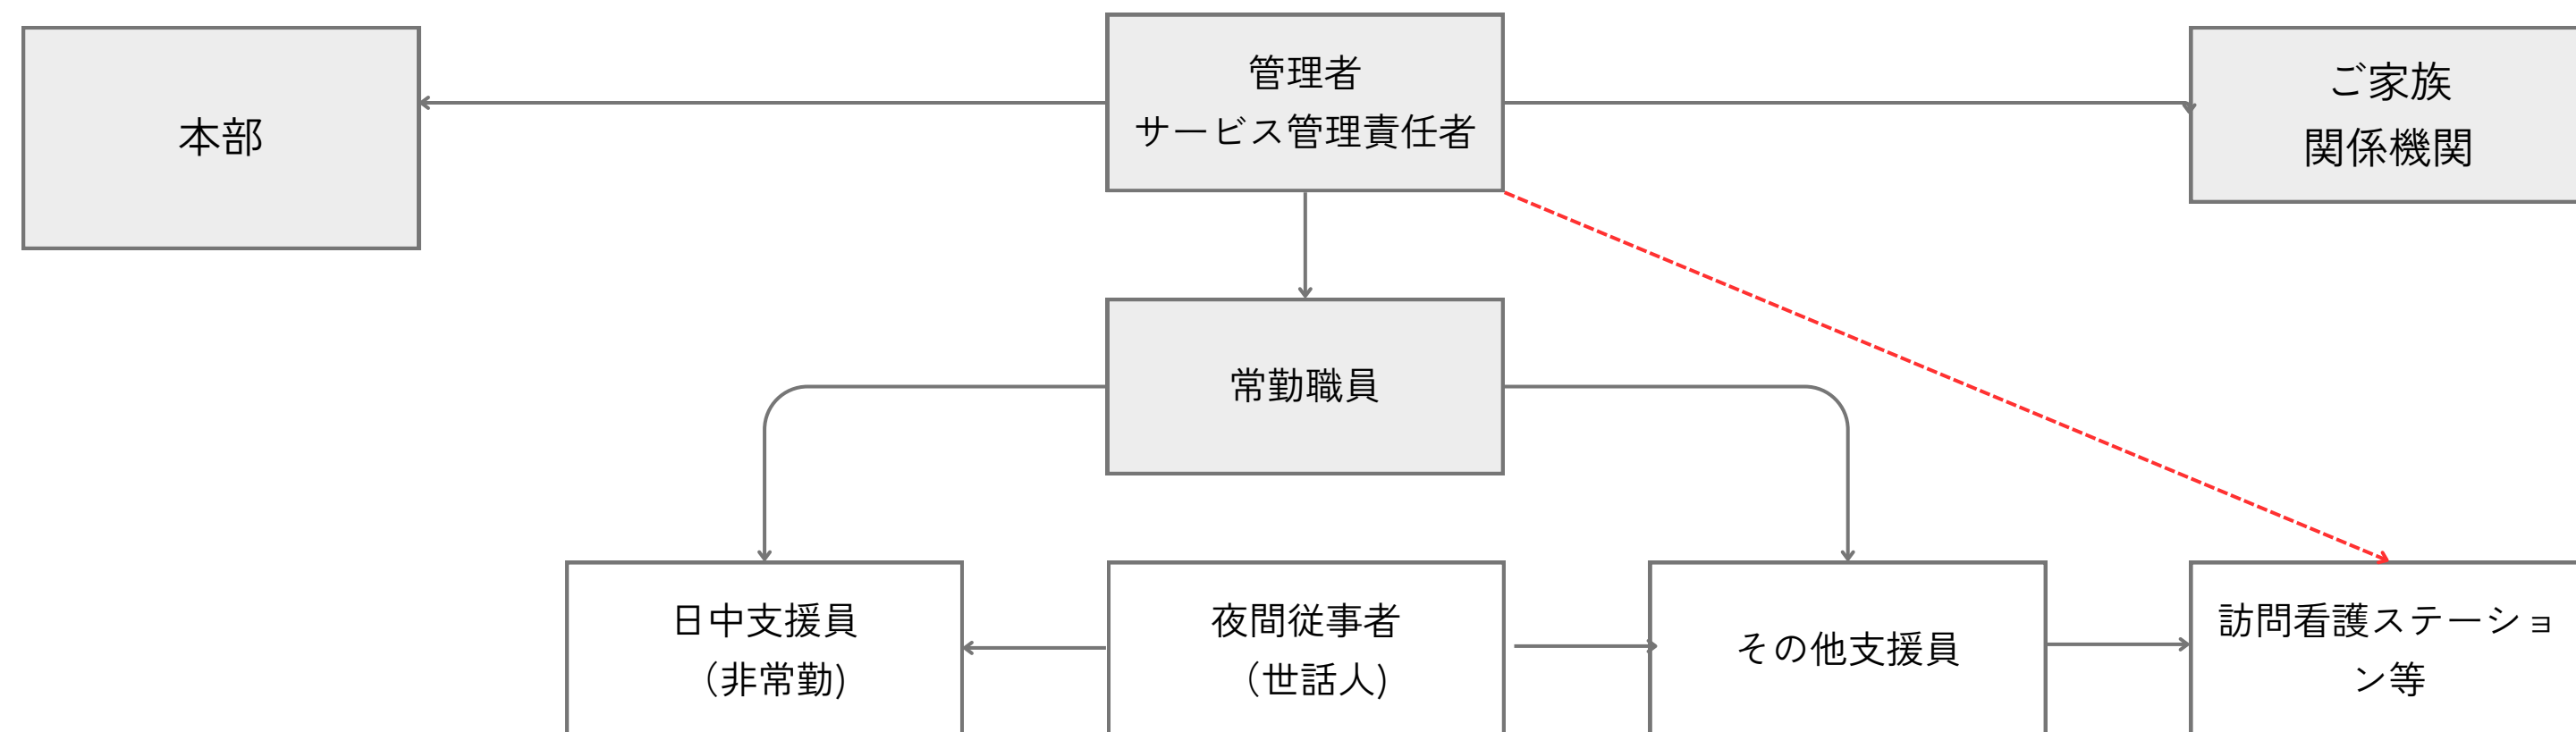 本部
管理者
サービス管理責任者
ご家族
関係機関
常勤職員
日中支援員
（非常勤)
夜間従事者
（世話人)
その他支援員
訪問看護ステーショ
ン等